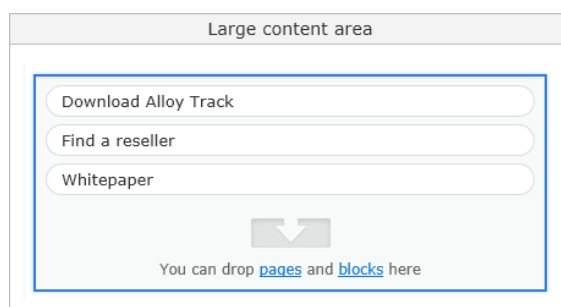 Large content area
Download Alloy Track
Find a reseller
Whitepaper
You can drop pages and blocks here